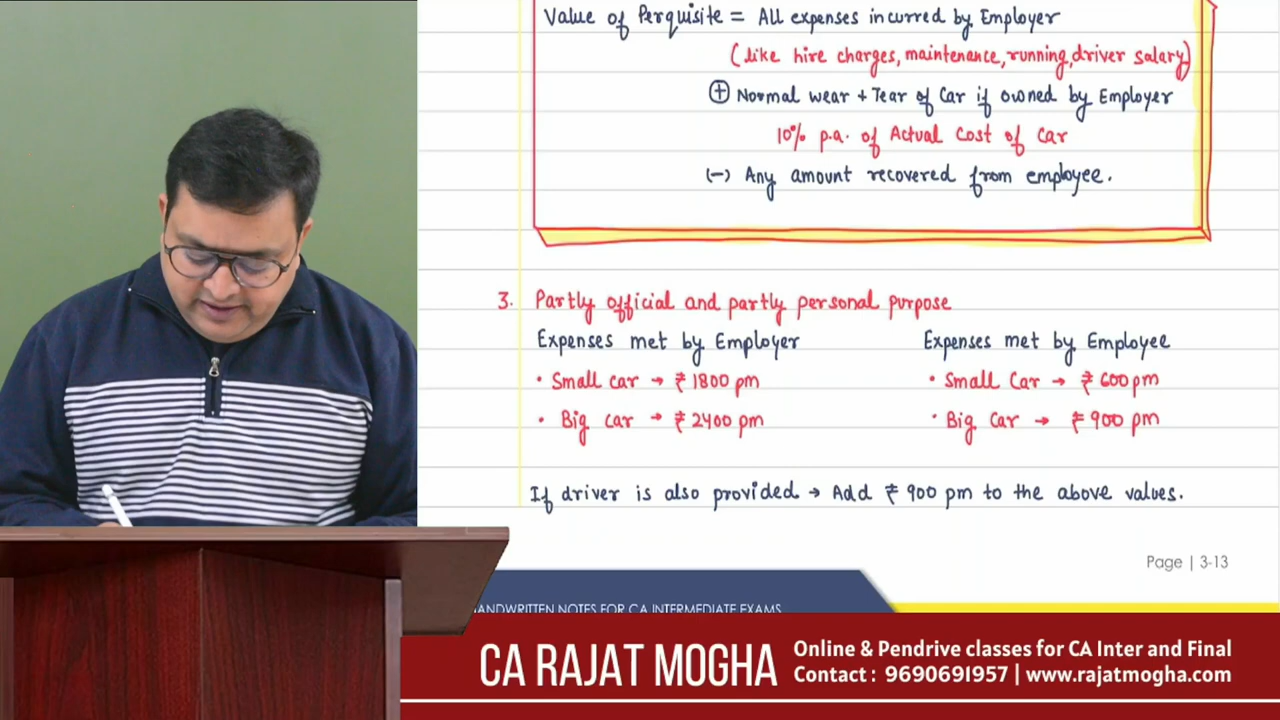 Value of Perquisite = All expenses incurred by Employer
(like hire charges, maintenance, running, driver salary)
⊕ Normal wear + Tear of Car if owned by Employer
10% p.a. of Actual Cost of Car
(-) Any amount recovered from employee.
3. Partly official and partly personal purpose
Expenses met by Employer
• Small car → ₹ 1800 pm
• Big car → ₹ 2400 pm
Expenses met by Employee
• Small Car → ₹ 600 pm
• Big Car → ₹ 900 pm
If driver is also provided → Add ₹ 900 pm to the above values.
Page | 3-13
HANDWRITTEN NOTES FOR CA INTERMEDIATE EXAMS
CA RAJAT MOGHA
Online & Pendrive classes for CA Inter and Final
Contact : 9690691957 | www.rajatmogha.com